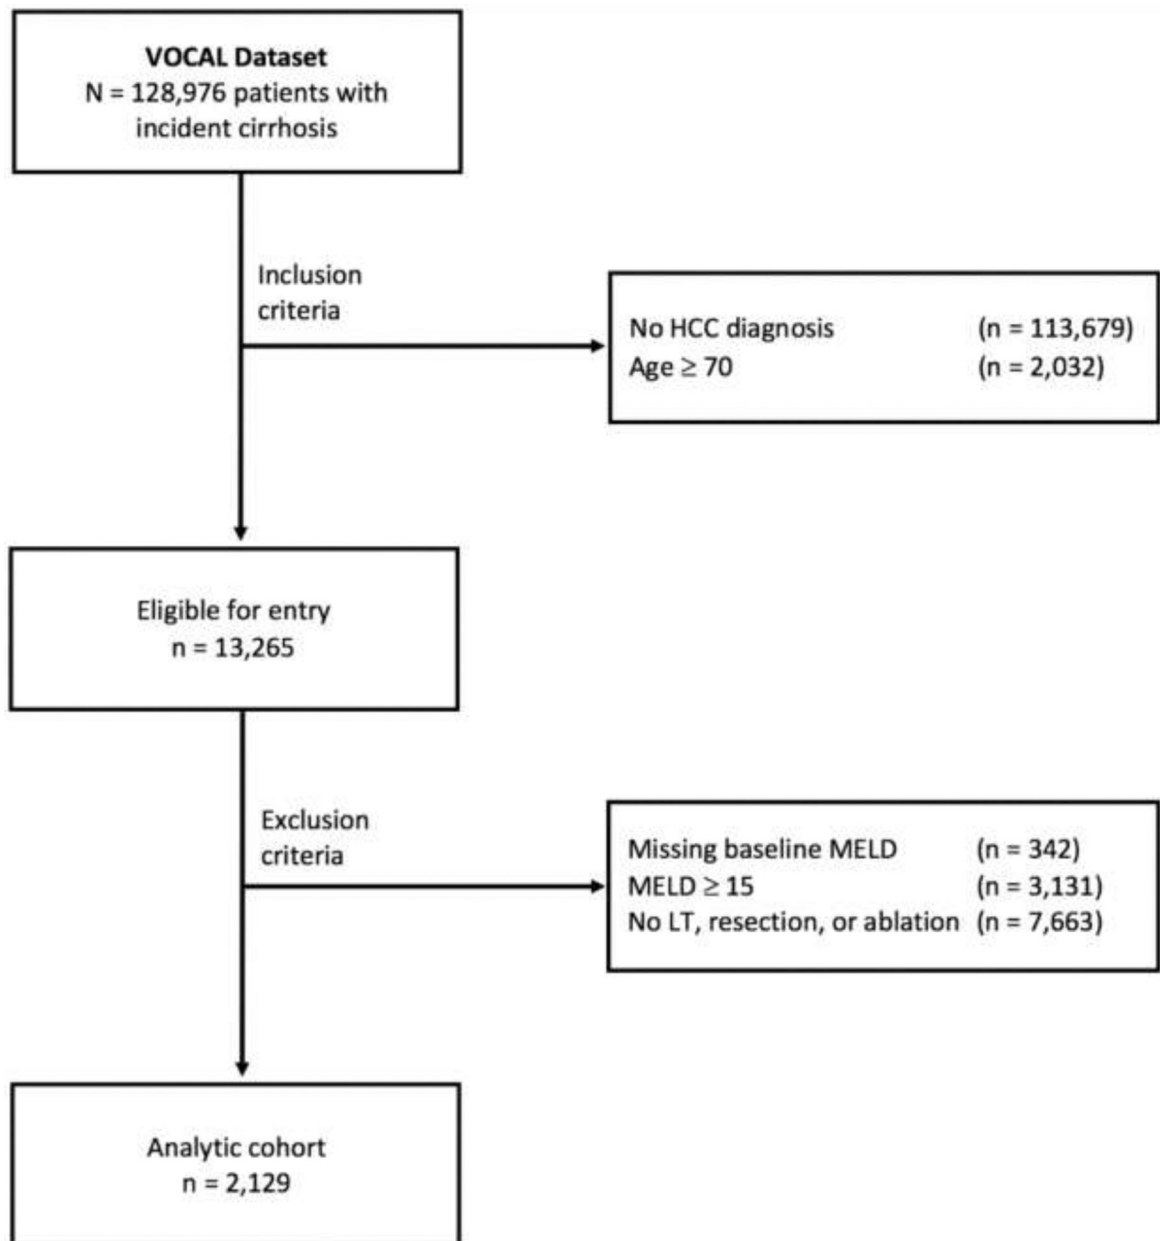 VOCAL Dataset
N = 128,976 patients with
incident cirrhosis
Inclusion
criteria
No HCC diagnosis (n = 113,679)
Age ≥ 70 (n = 2,032)
Eligible for entry
n = 13,265
Exclusion
criteria
Missing baseline MELD (n = 342)
MELD ≥ 15 (n = 3,131)
No LT, resection, or ablation (n = 7,663)
Analytic cohort
n = 2,129